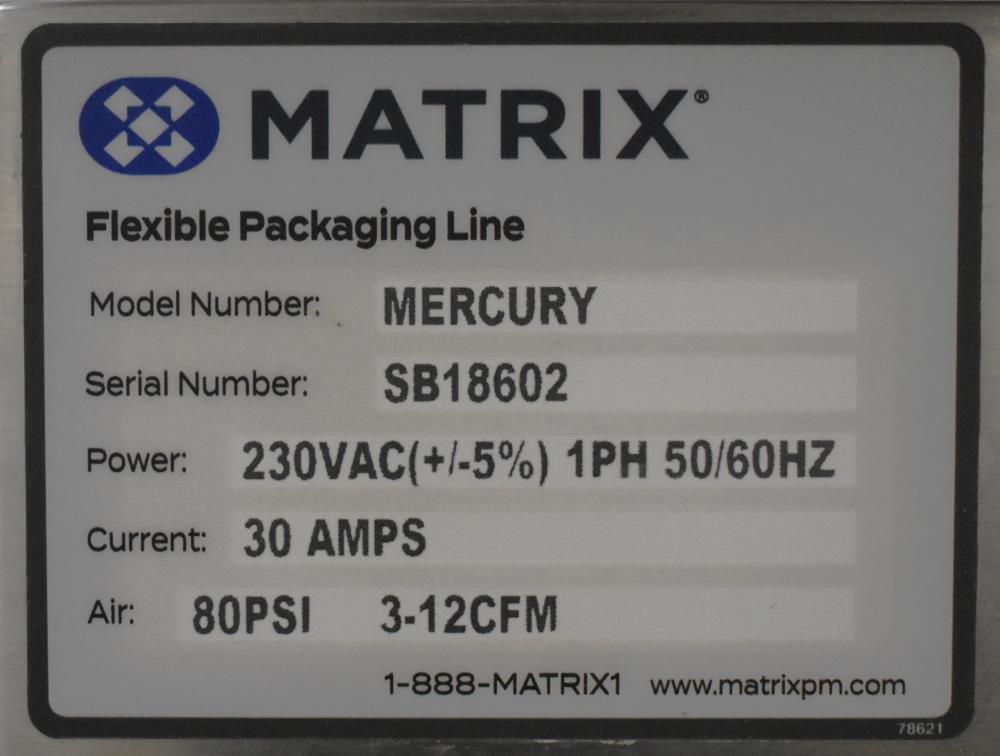 MATRIX®
Flexible Packaging Line
Model Number: MERCURY
Serial Number: SB18602
Power: 230VAC(+/-5%) 1PH 50/60HZ
Current: 30 AMPS
Air: 80PSI 3-12CFM
1-888-MATRIX1 www.matrixpm.com
78621